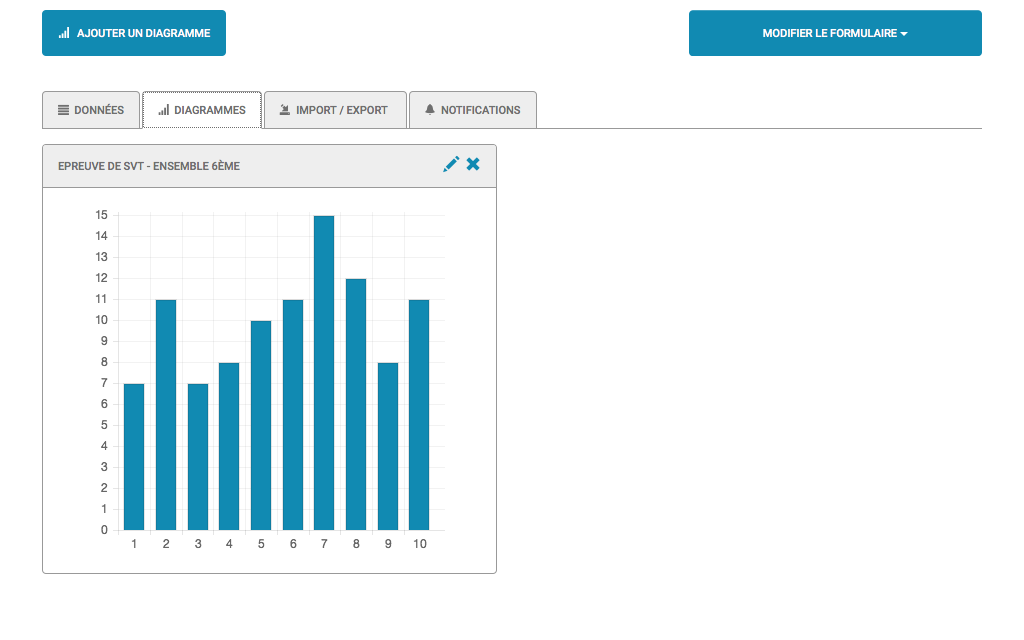 AJOUTER UN DIAGRAMME
MODIFIER LE FORMULAIRE
DONNÉES
DIAGRAMMES
IMPORT / EXPORT
NOTIFICATIONS
EPREUVE DE SVT - ENSEMBLE 6ÈME
15
14
13
12
11
10
9
8
7
6
5
4
3
2
1
0
1 2 3 4 5 6 7 8 9 10